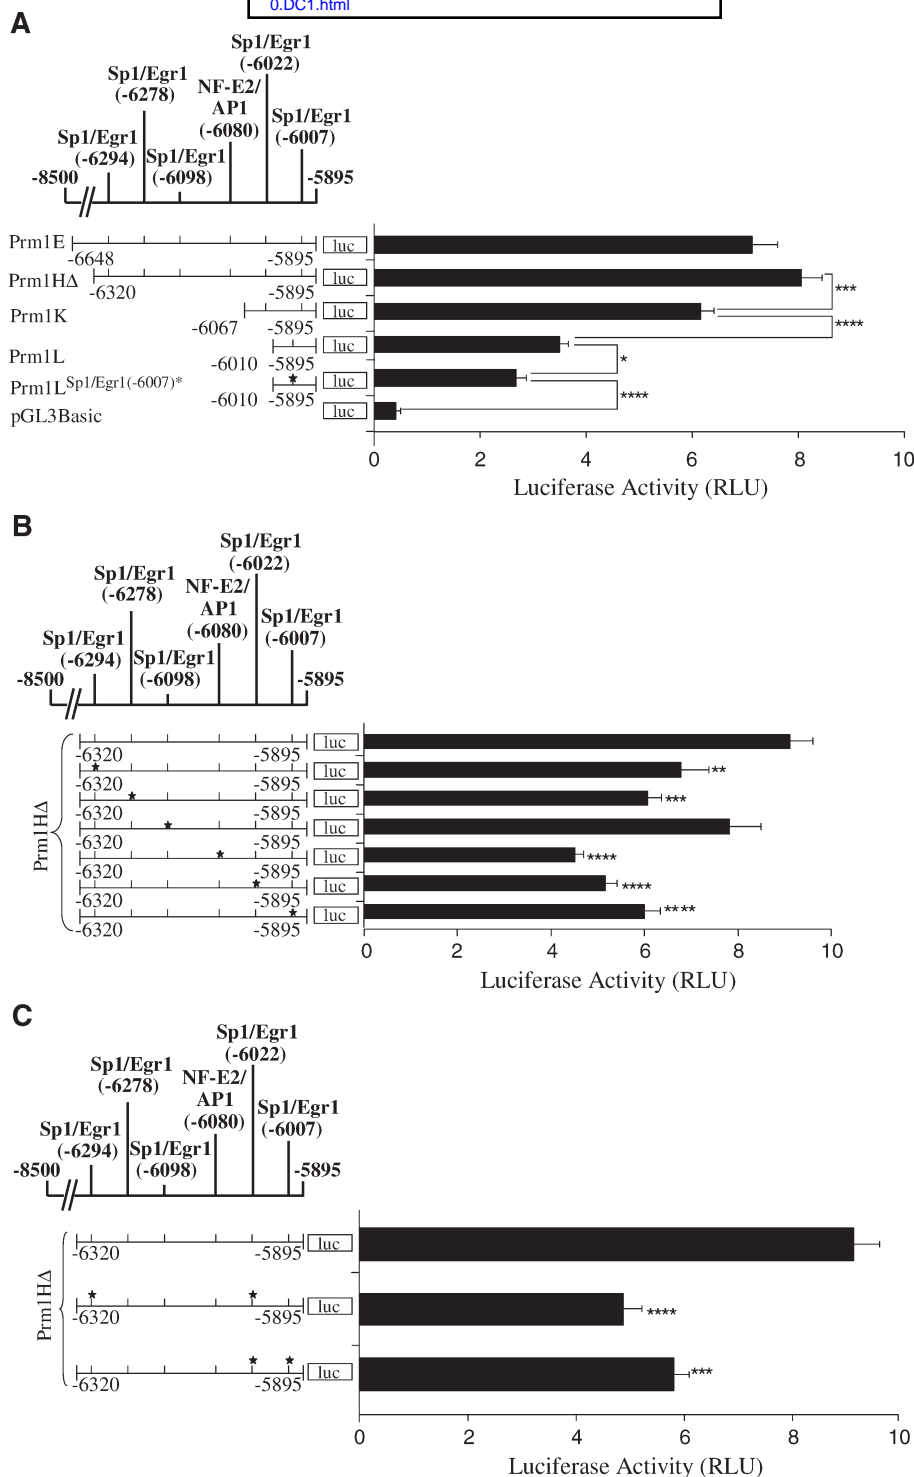 0.DC1.html
A
Sp1/Egr1
(-6022)
Sp1/Egr1
(-6278)
NF-E2/
AP1
(-6080)
Sp1/Egr1
(-6007)
Sp1/Egr1
(-6294)
Sp1/Egr1
(-6098)
-8500
-5895
Prm1E
-6648
-5895
luc
Prm1HΔ
-6320
-5895
luc
***
Prm1K
-6067
-5895
luc
****
Prm1L
-6010
-5895
luc
*
Prm1LSp1/Egr1(-6007)*
-6010
-5895
luc
****
pGL3Basic
luc
0 2 4 6 8 10
Luciferase Activity (RLU)
B
Sp1/Egr1
(-6022)
Sp1/Egr1
(-6278)
NF-E2/
AP1
(-6080)
Sp1/Egr1
(-6007)
Sp1/Egr1
(-6294)
Sp1/Egr1
(-6098)
-8500
-5895
Prm1HΔ
-6320 -5895 luc
-6320 -5895 luc **
-6320 -5895 luc ***
-6320 -5895 luc
-6320 -5895 luc ****
-6320 -5895 luc ****
-6320 -5895 luc ****
0 2 4 6 8 10
Luciferase Activity (RLU)
C
Sp1/Egr1
(-6022)
Sp1/Egr1
(-6278)
NF-E2/
AP1
(-6080)
Sp1/Egr1
(-6007)
Sp1/Egr1
(-6294)
Sp1/Egr1
(-6098)
-8500
-5895
Prm1HΔ
-6320 -5895 luc
-6320 -5895 luc ****
-6320 -5895 luc ***
0 2 4 6 8 10
Luciferase Activity (RLU)